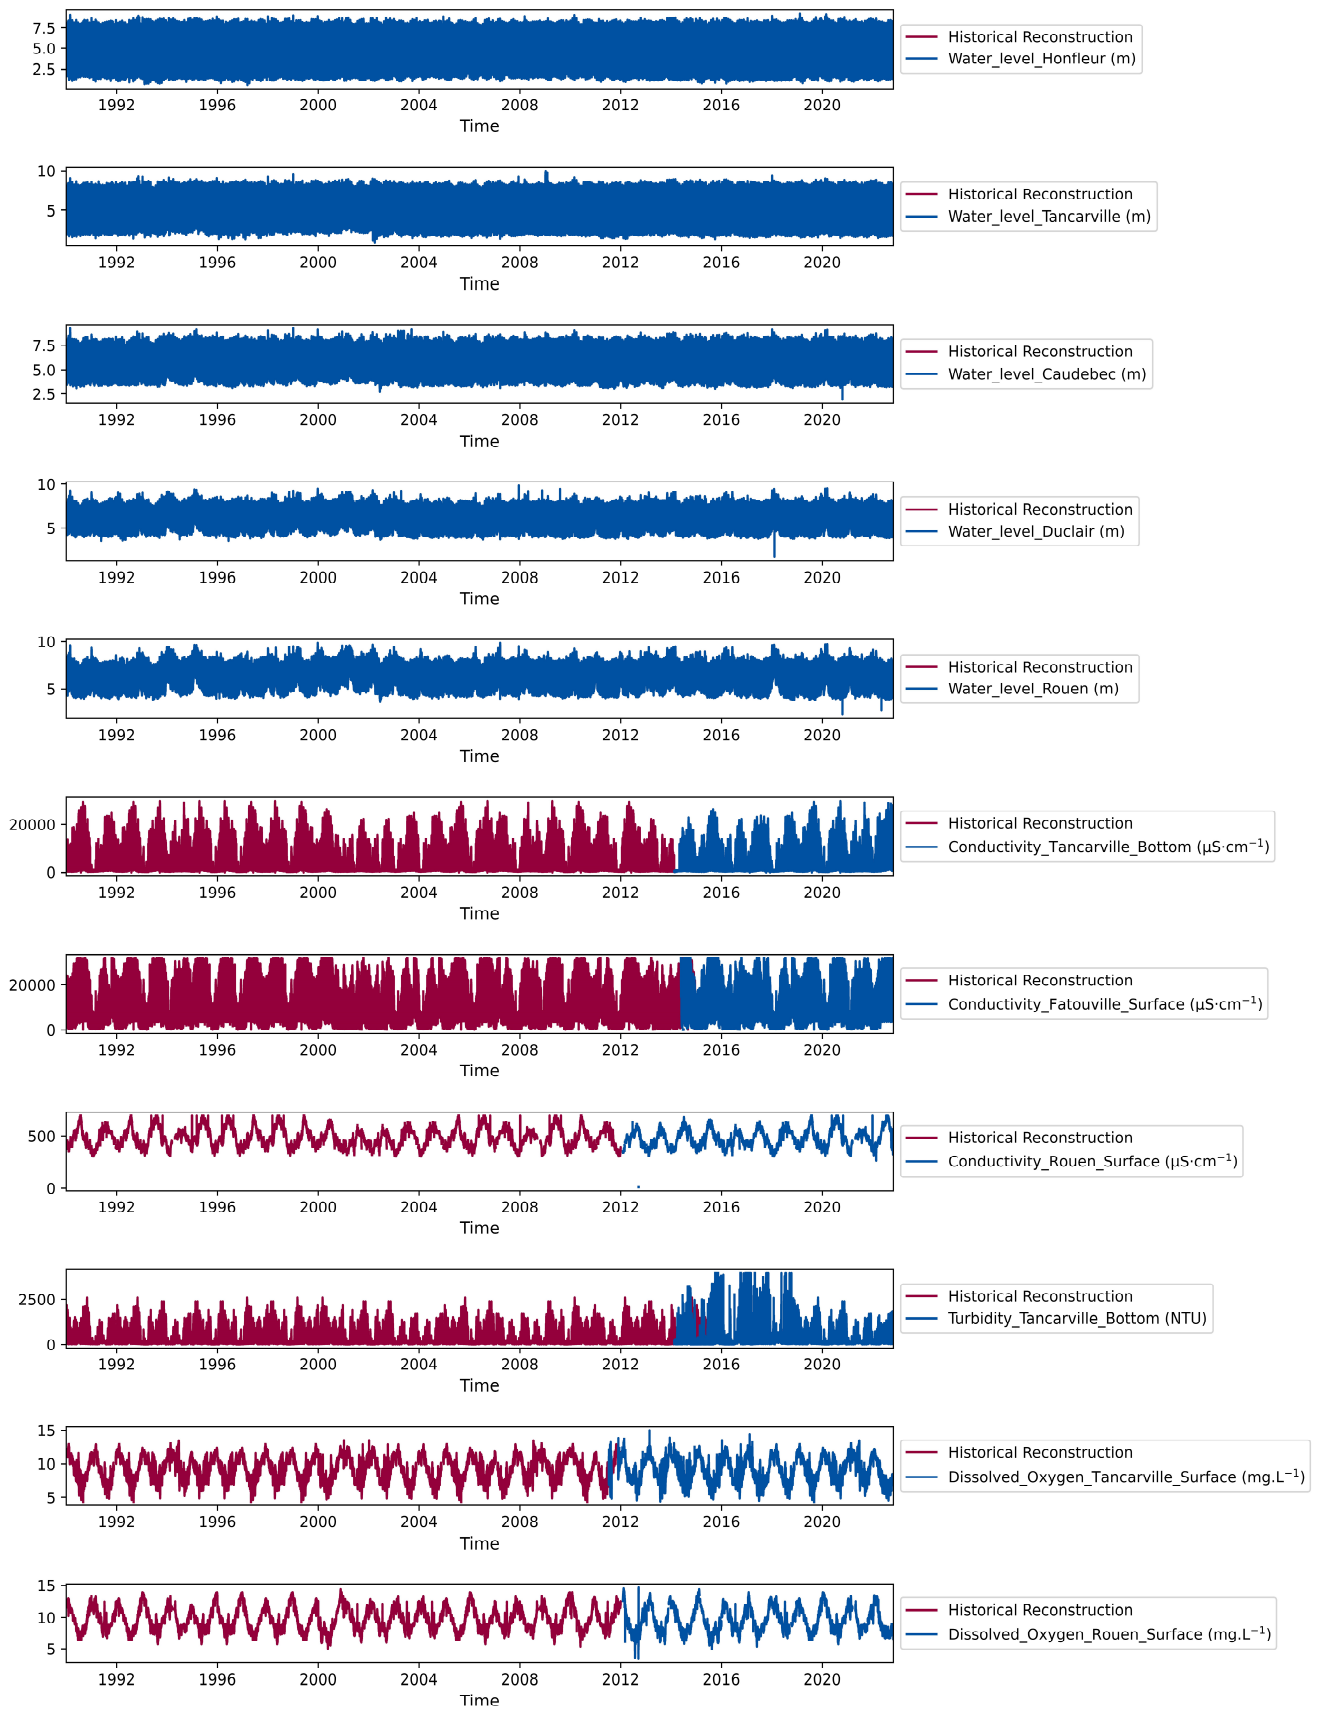 7.5
5.0
2.5
1992 1996 2000 2004 2008 2012 2016 2020
Time
Historical Reconstruction
Water_level_Honfleur (m)
10
5
1992 1996 2000 2004 2008 2012 2016 2020
Time
Historical Reconstruction
Water_level_Tancarville (m)
7.5
5.0
2.5
1992 1996 2000 2004 2008 2012 2016 2020
Time
Historical Reconstruction
Water_level_Caudebec (m)
10
5
1992 1996 2000 2004 2008 2012 2016 2020
Time
Historical Reconstruction
Water_level_Duclair (m)
10
5
1992 1996 2000 2004 2008 2012 2016 2020
Time
Historical Reconstruction
Water_level_Rouen (m)
20000
0
1992 1996 2000 2004 2008 2012 2016 2020
Time
Historical Reconstruction
Conductivity_Tancarville_Bottom (µS·cm⁻¹)
20000
0
1992 1996 2000 2004 2008 2012 2016 2020
Time
Historical Reconstruction
Conductivity_Fatouville_Surface (µS·cm⁻¹)
500
0
1992 1996 2000 2004 2008 2012 2016 2020
Time
Historical Reconstruction
Conductivity_Rouen_Surface (µS·cm⁻¹)
2500
0
1992 1996 2000 2004 2008 2012 2016 2020
Time
Historical Reconstruction
Turbidity_Tancarville_Bottom (NTU)
15
10
5
1992 1996 2000 2004 2008 2012 2016 2020
Time
Historical Reconstruction
Dissolved_Oxygen_Tancarville_Surface (mg.L⁻¹)
15
10
5
1992 1996 2000 2004 2008 2012 2016 2020
Time
Historical Reconstruction
Dissolved_Oxygen_Rouen_Surface (mg.L⁻¹)